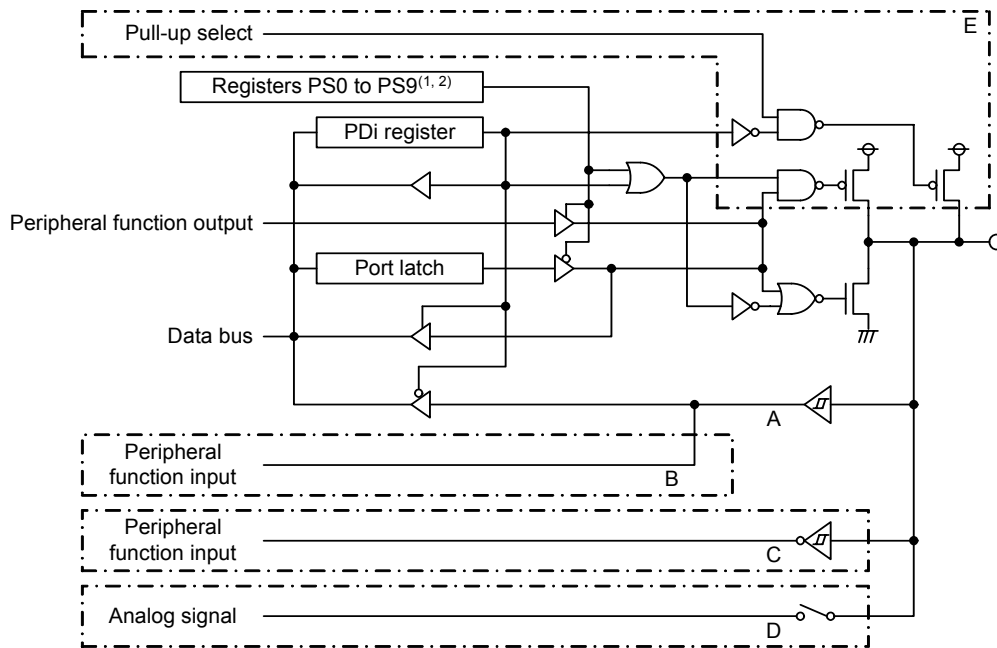 E
Pull-up select
Registers PS0 to PS9(1, 2)
PDi register
Peripheral function output
Port latch
Data bus
A
Peripheral
function input
B
Peripheral
function input
C
Analog signal
D